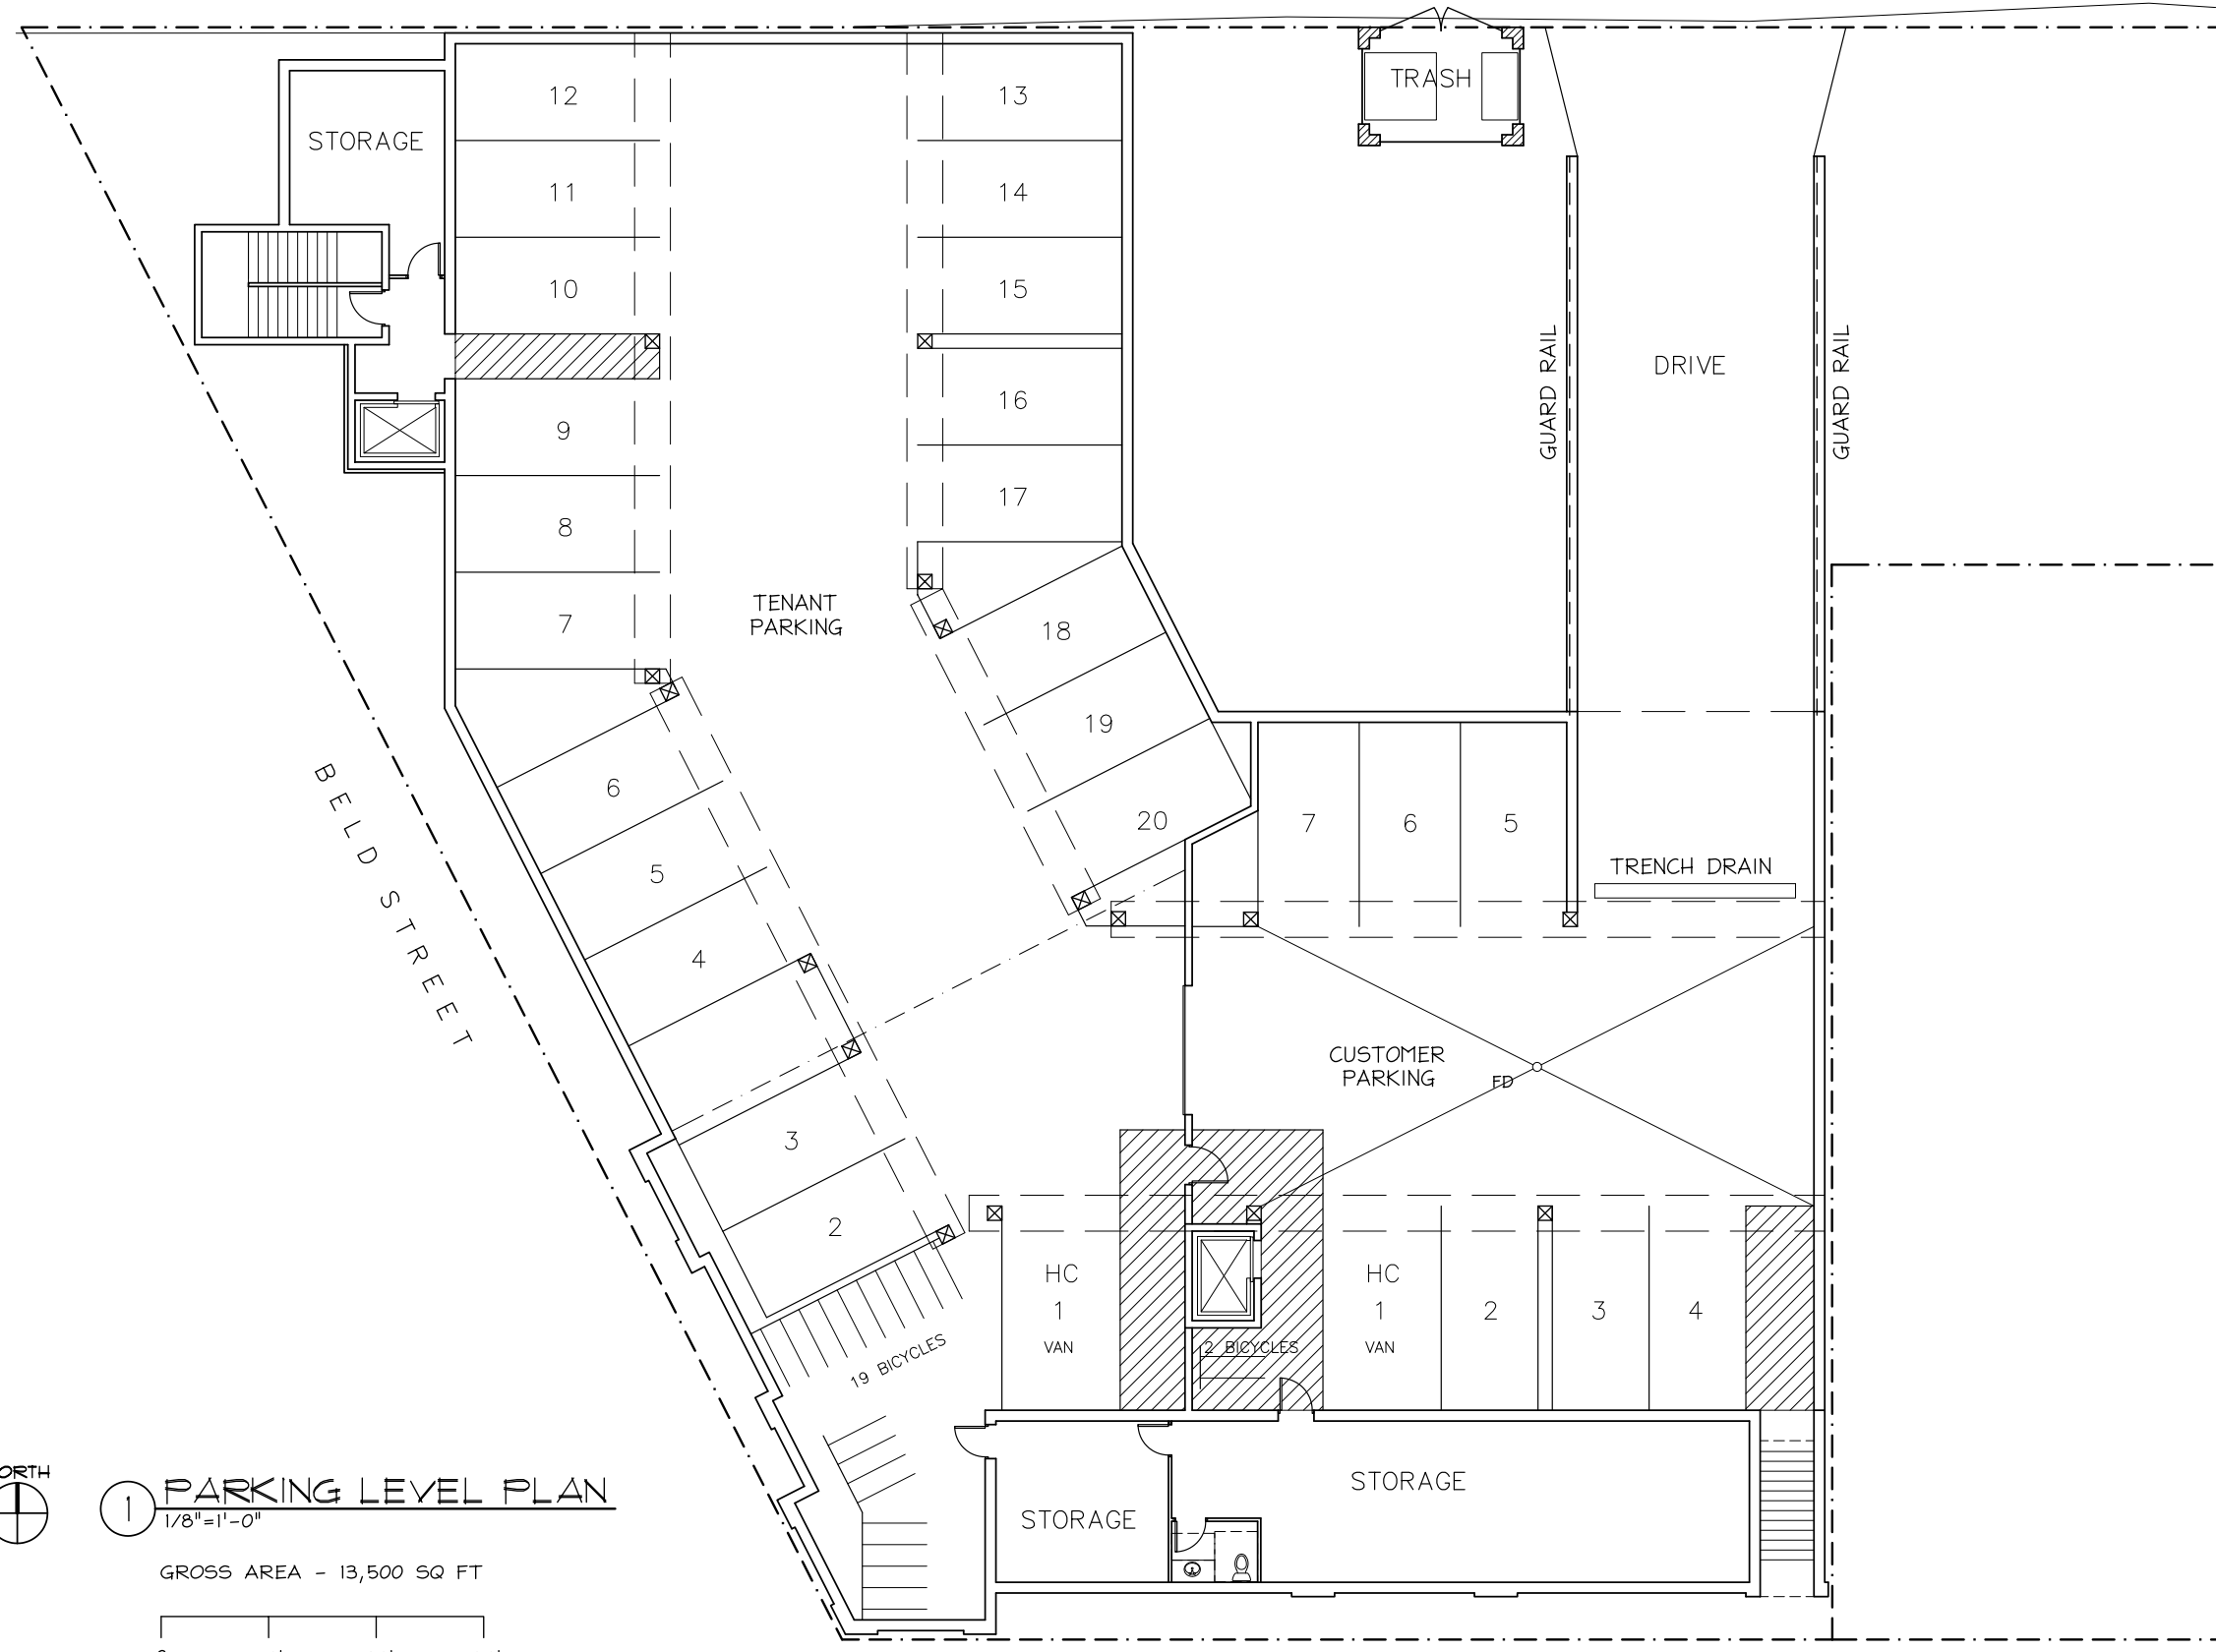 TRASH
12
13
STORAGE
11
14
10
15
GUARD RAIL
DRIVE
GUARD RAIL
16
9
17
8
TENANT
PARKING
7
18
19
6
20
7
6
5
BELD STREET
5
TRENCH DRAIN
4
CUSTOMER
PARKING
FD
3
2
HC
1
VAN
HC
1
VAN
2
3
4
2 BICYCLES
19 BICYCLES
STORAGE
STORAGE
ORTH
1
PARKING LEVEL PLAN
1/8"=1'-0"
GROSS AREA - 13,500 SQ FT